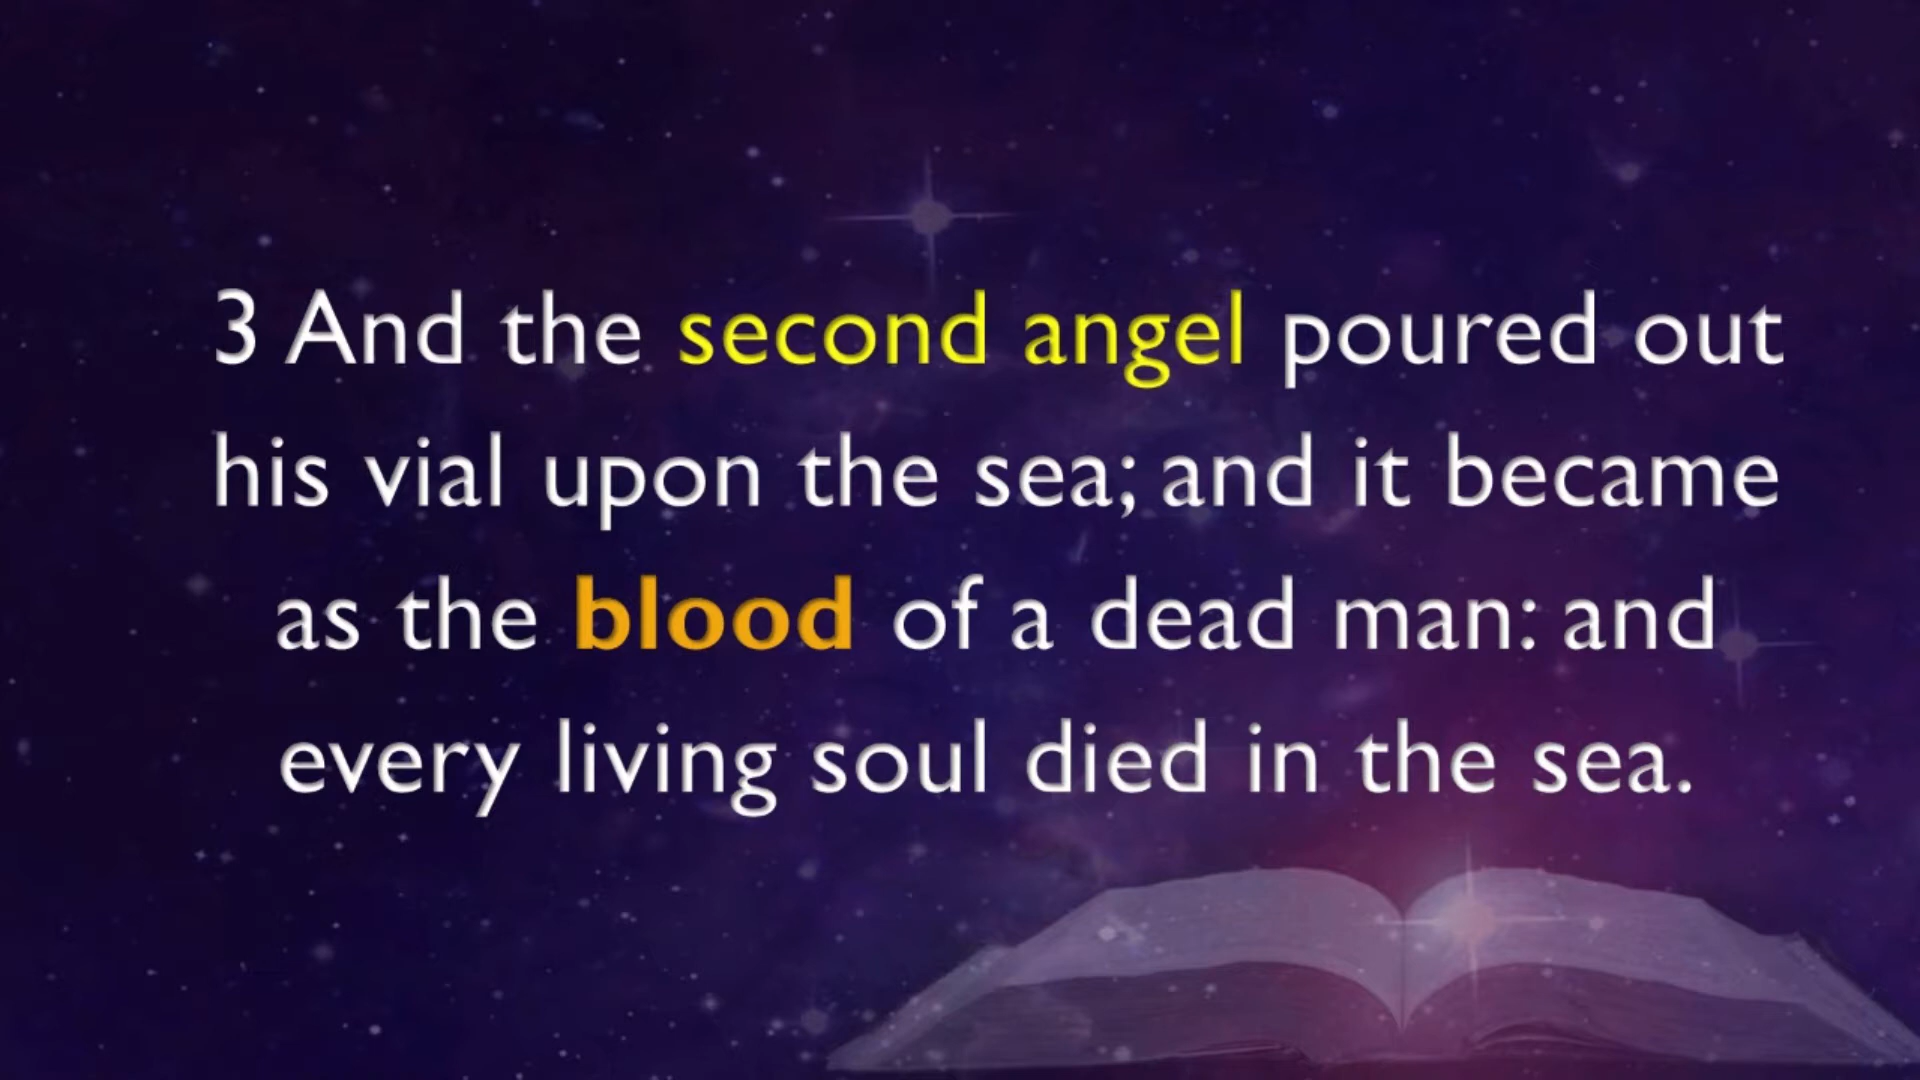 3 And the second angel poured out
his vial upon the sea; and it became
as the blood of a dead man: and
every living soul died in the sea.